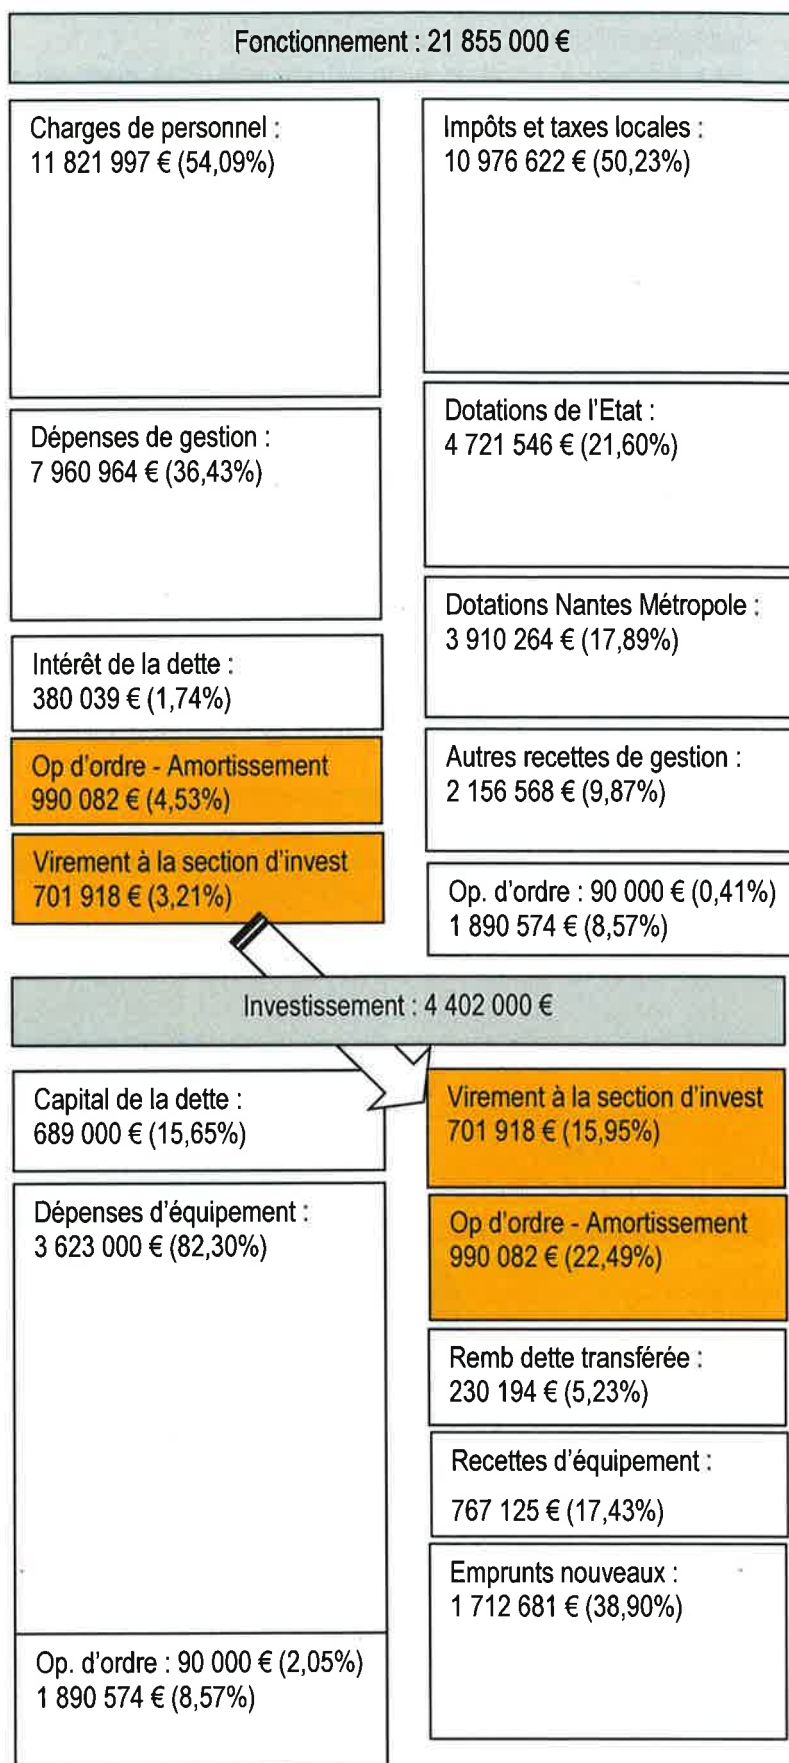 Fonctionnement : 21 855 000 €
Charges de personnel :
11 821 997 € (54,09%)
Dépenses de gestion :
7 960 964 € (36,43%)
Intérêt de la dette :
380 039 € (1,74%)
Op d'ordre - Amortissement
990 082 € (4,53%)
Virement à la section d'invest
701 918 € (3,21%)
Impôts et taxes locales :
10 976 622 € (50,23%)
Dotations de l'Etat :
4 721 546 € (21,60%)
Dotations Nantes Métropole :
3 910 264 € (17,89%)
Autres recettes de gestion :
2 156 568 € (9,87%)
Op. d'ordre : 90 000 € (0,41%)
1 890 574 € (8,57%)
Investissement : 4 402 000 €
Capital de la dette :
689 000 € (15,65%)
Dépenses d'équipement :
3 623 000 € (82,30%)
Op. d'ordre : 90 000 € (2,05%)
1 890 574 € (8,57%)
Virement à la section d'invest
701 918 € (15,95%)
Op d'ordre - Amortissement
990 082 € (22,49%)
Remb dette transférée :
230 194 € (5,23%)
Recettes d'équipement :
767 125 € (17,43%)
Emprunts nouveaux :
1 712 681 € (38,90%)